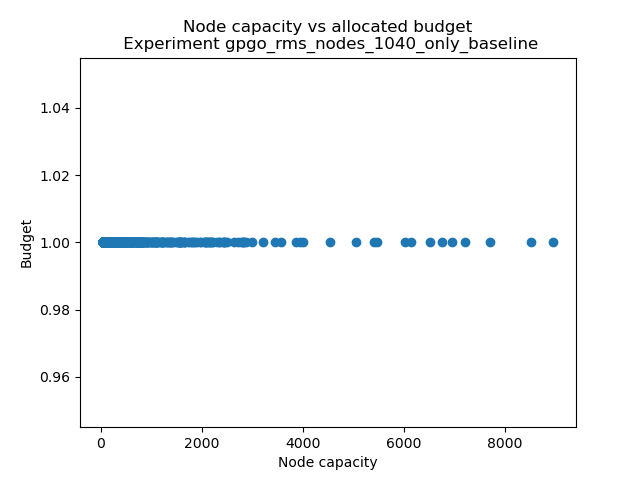 Node capacity vs allocated budget
Experiment gpgo_rms_nodes_1040_only_baseline
1.04
1.02
1.00
0.98
0.96
Budget
0
2000
4000
6000
8000
Node capacity